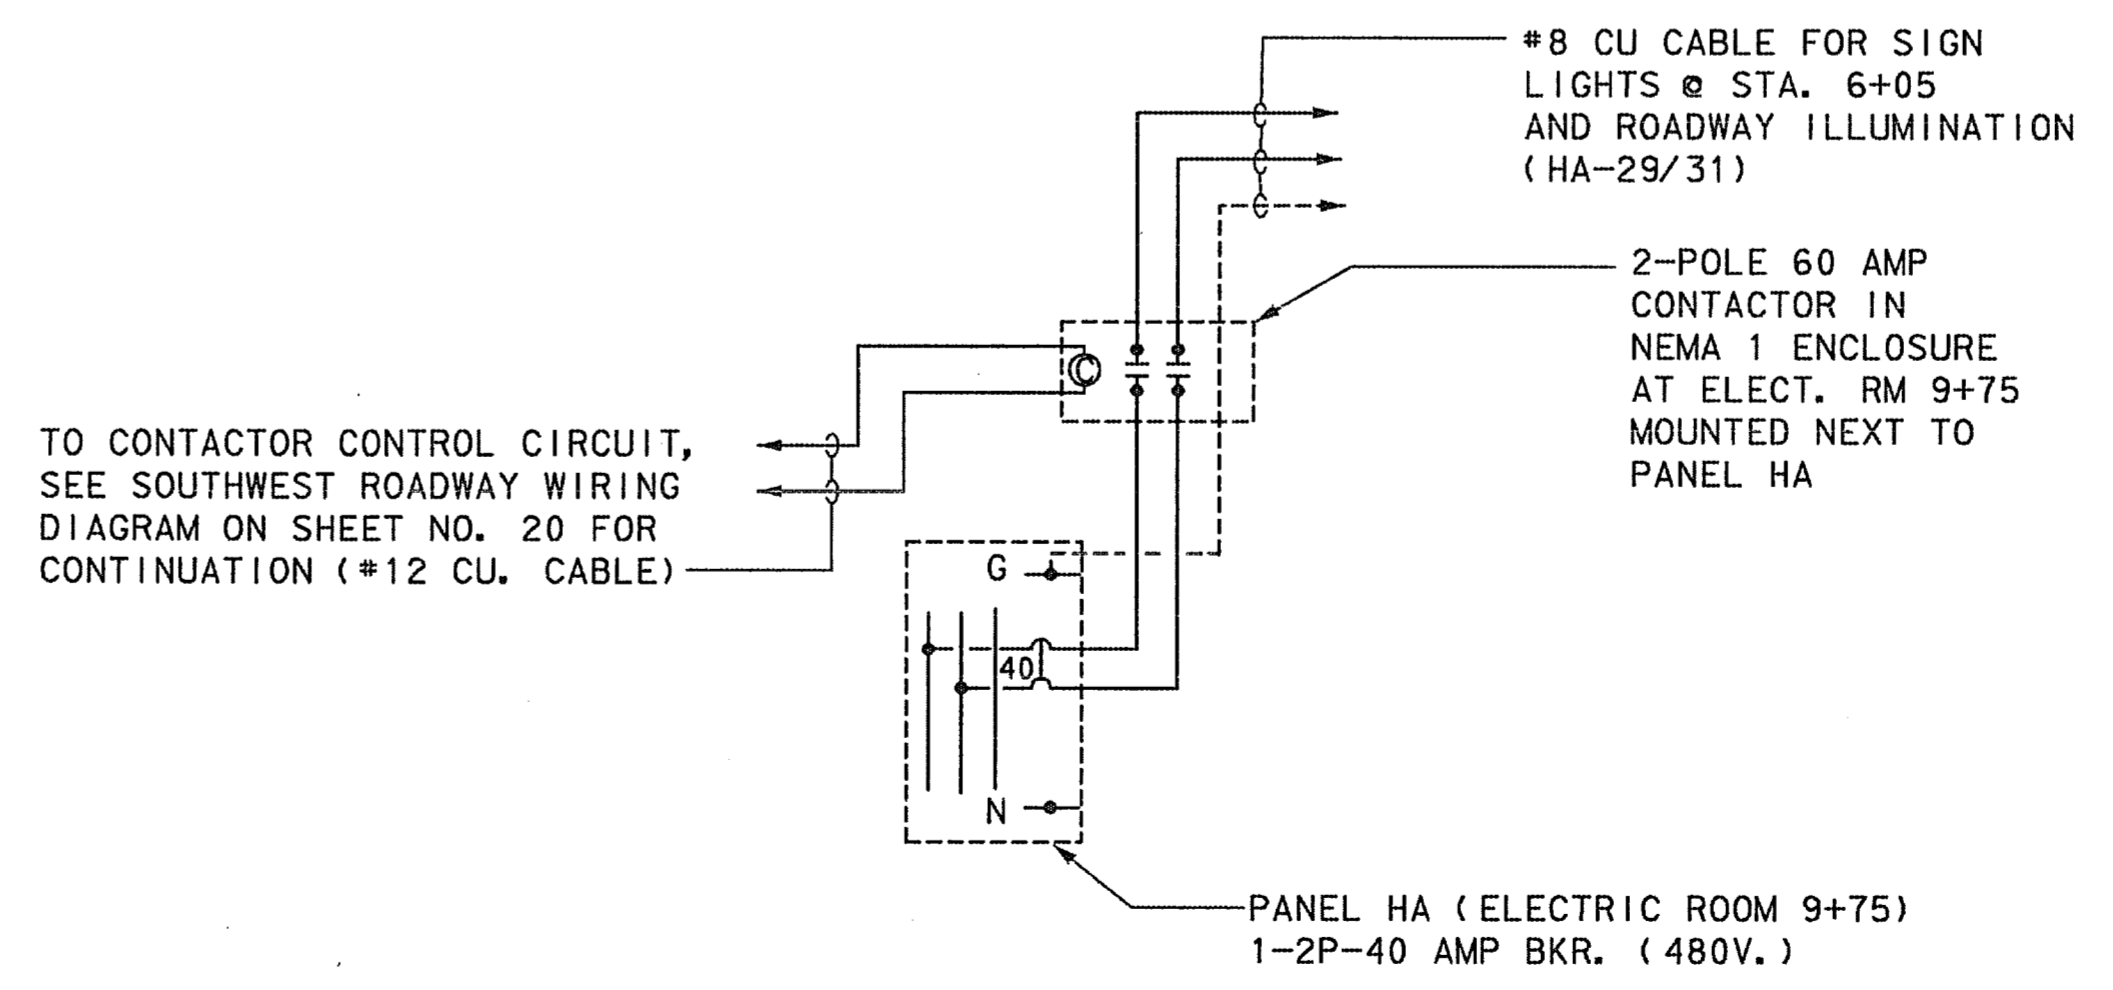 #8 CU CABLE FOR SIGN
LIGHTS @ STA. 6+05
AND ROADWAY ILLUMINATION
(HA-29/31)
2-POLE 60 AMP
CONTACTOR IN
NEMA 1 ENCLOSURE
AT ELECT. RM 9+75
MOUNTED NEXT TO
PANEL HA
C
TO CONTACTOR CONTROL CIRCUIT,
SEE SOUTHWEST ROADWAY WIRING
DIAGRAM ON SHEET NO. 20 FOR
CONTINUATION (#12 CU. CABLE)
G
40
N
PANEL HA (ELECTRIC ROOM 9+75)
1-2P-40 AMP BKR. (480V.)